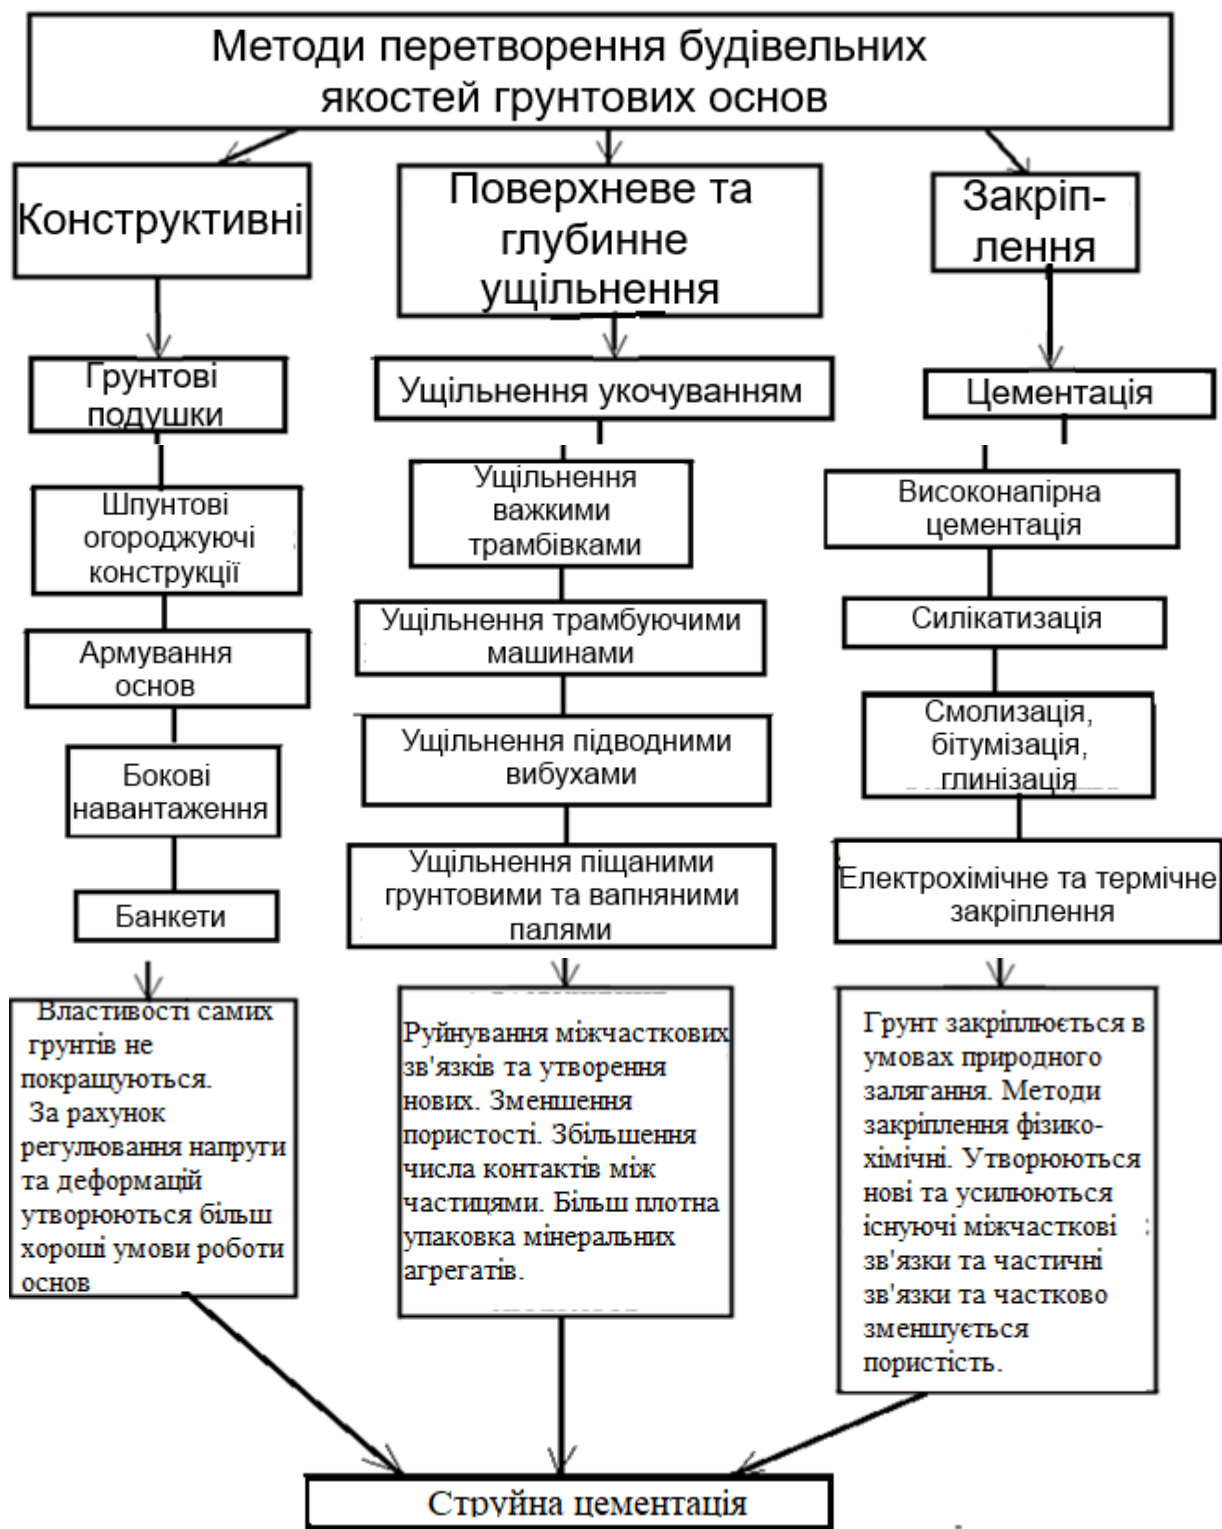 Методи перетворення будівельних
якостей грунтових основ
Конструктивні
Поверхневе та
глубинне
ущільнення
Закріп-
лення
Грунтові
подушки
Шпунтові
огороджуючі
конструкції
Армування
основ
Бокові
навантаження
Банкети
Властивості самих
грунтів не
покращуються.
За рахунок
регулювання напруги
та деформацій
утворюються більш
хороші умови роботи
основ
Ущільнення укочуванням
Ущільнення
важкими
трамбівками
Ущільнення трамбуючими
машинами
Ущільнення підводними
вибухами
Ущільнення піщаними
грунтовими та вапняними
палями
Руйнування міжчасткових
зв'язків та утворення
нових. Зменшення
пористості. Збільшення
числа контактів між
частицями. Більш плотна
упаковка мінеральних
агрегатів.
Цементація
Високонапірна
цементація
Силікатизація
Смолизація,
бітумізація,
глинізація
Електрохімічне та термічне
закріплення
Грунт закріплюється в
умовах природного
залягання. Методи
закріплення фізико-
хімічні. Утворюються
нові та усилюються
існуючі міжчасткові
зв'язки та частичні
зв'язки та частково
зменшується
пористість.
Струйна цементація